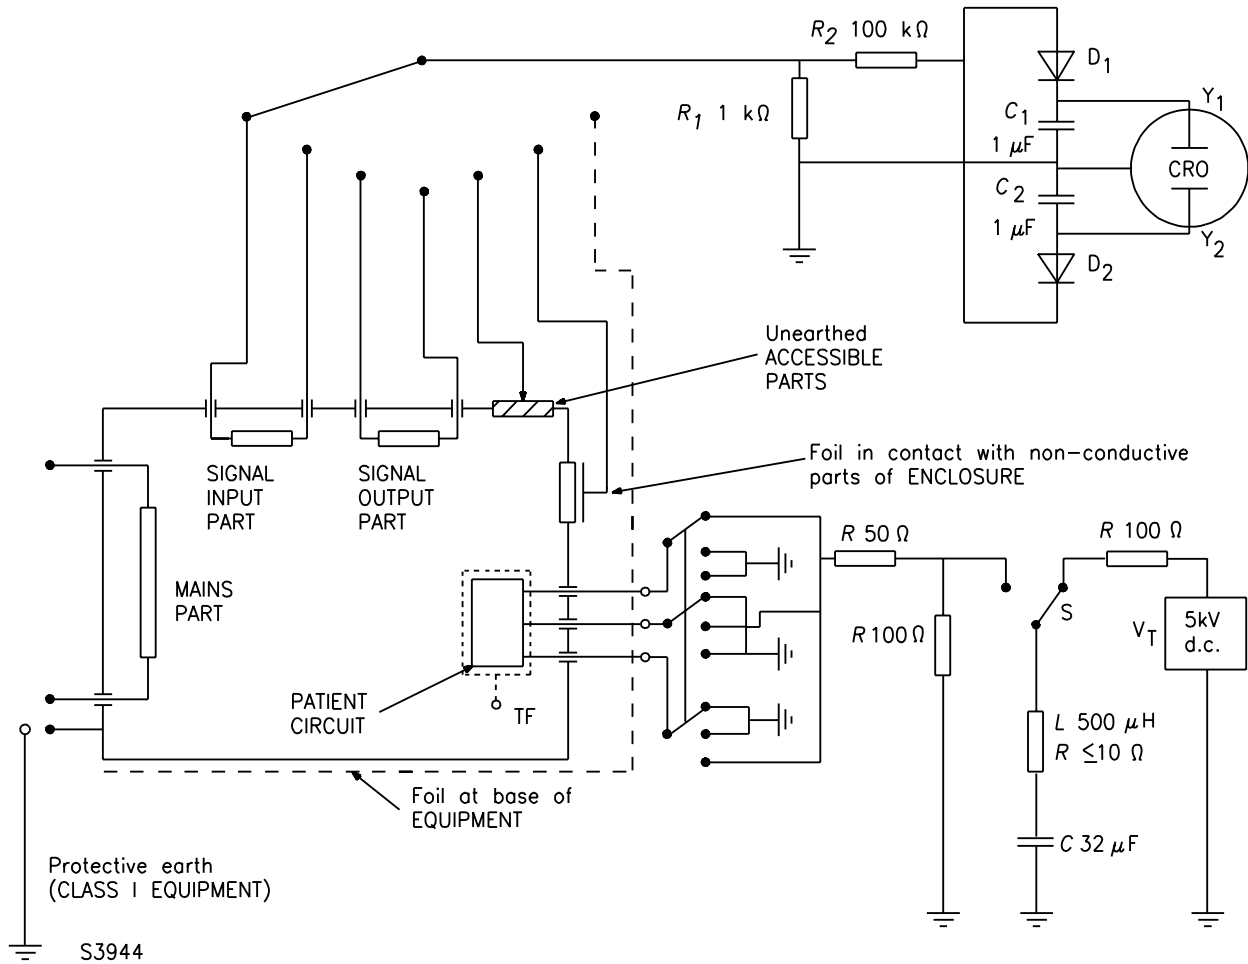 R2 100 kΩ
D1
Y1
R1 1 kΩ
C1
1 µF
CRO
C2
1 µF
Y2
D2
Unearthed
ACCESSIBLE
PARTS
Foil in contact with non-conductive
parts of ENCLOSURE
SIGNAL
INPUT
PART
SIGNAL
OUTPUT
PART
R 50 Ω
R 100 Ω
MAINS
PART
S
VT
5kV
d.c.
R 100 Ω
PATIENT
CIRCUIT
TF
L 500 µH
R ≤10 Ω
Foil at base of
EQUIPMENT
C 32 µF
Protective earth
(CLASS I EQUIPMENT)
S3944